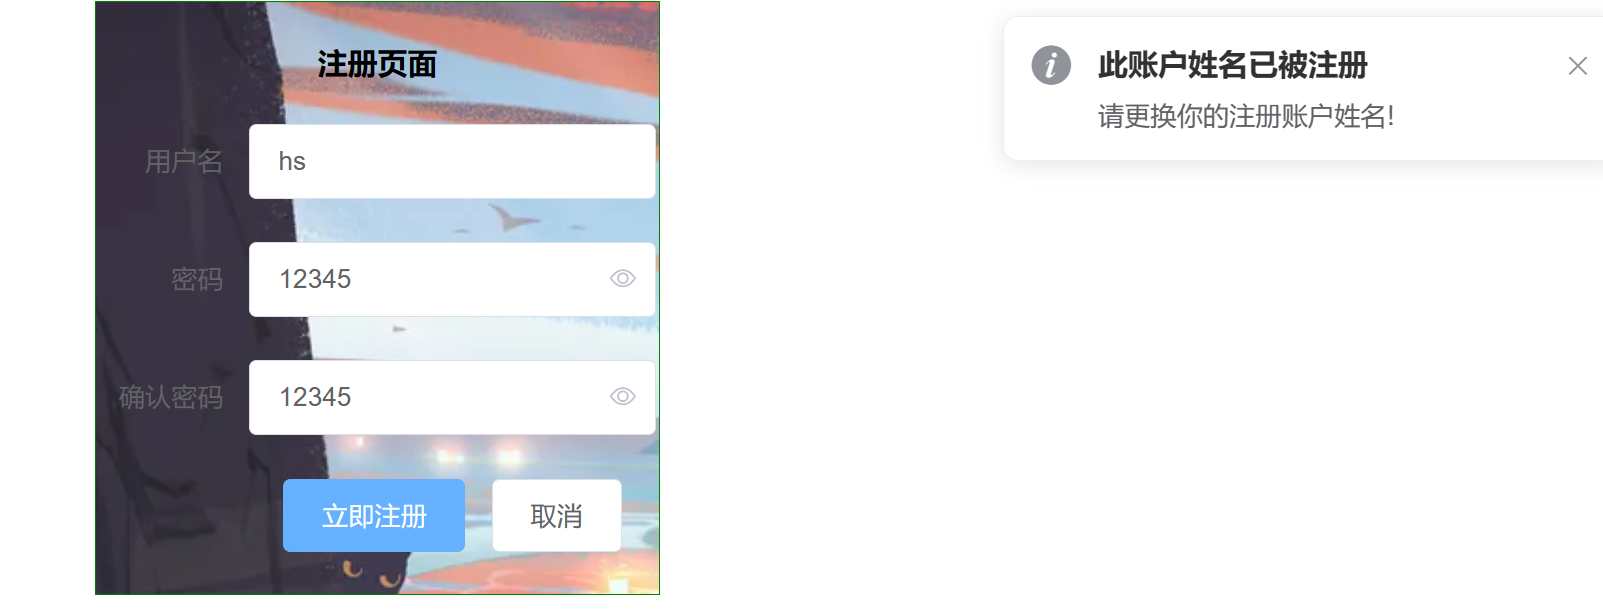 注册页面
用户名
hs
密码
12345
确认密码
12345
立即注册
取消
此账户姓名已被注册
请更换你的注册账户姓名!